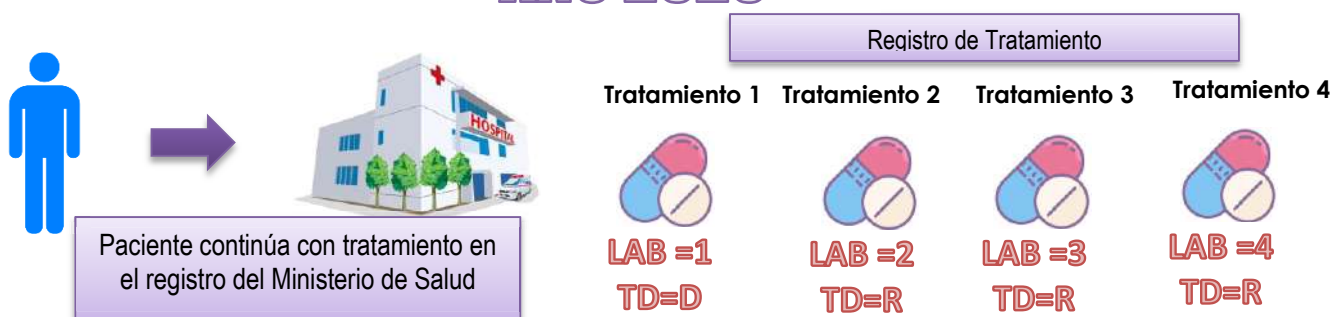 Registro de Tratamiento
Tratamiento 1 Tratamiento 2 Tratamiento 3 Tratamiento 4
HOSPITAL
Paciente continúa con tratamiento en
el registro del Ministerio de Salud
LAB =1 LAB =2 LAB =3 LAB =4
TD=D TD=R TD=R TD=R